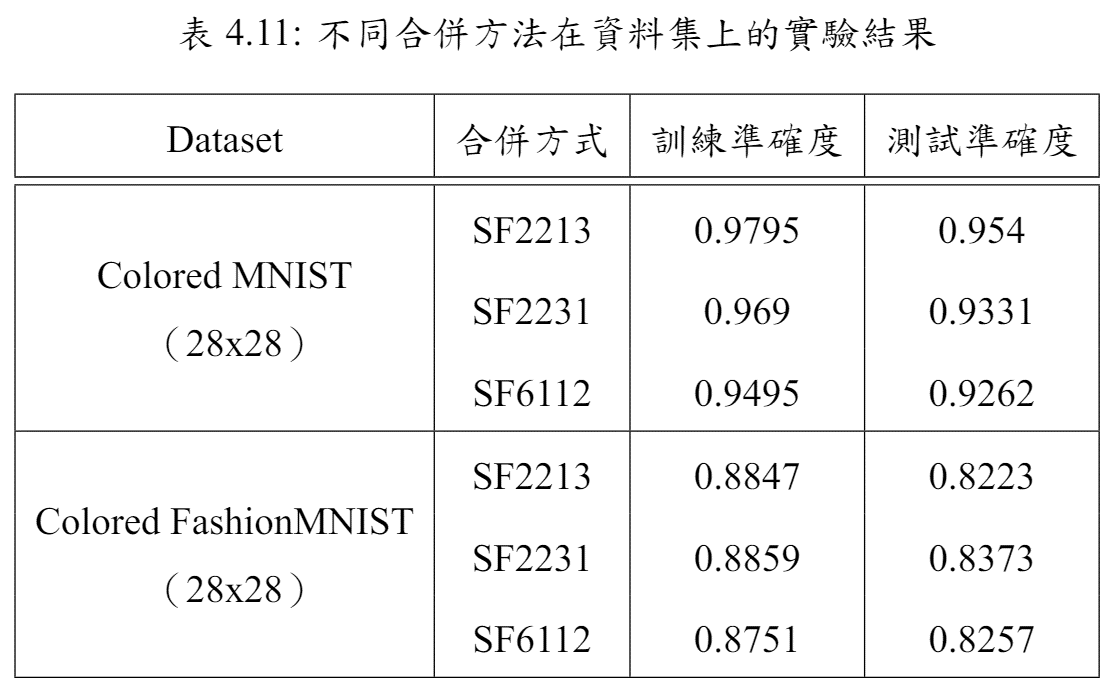 表 4.11: 不同合併方法在資料集上的實驗結果
Dataset 合併方式 訓練準確度 測試準確度
Colored MNIST
（28x28）
SF2213 0.9795 0.954
SF2231 0.969 0.9331
SF6112 0.9495 0.9262
Colored FashionMNIST
（28x28）
SF2213 0.8847 0.8223
SF2231 0.8859 0.8373
SF6112 0.8751 0.8257